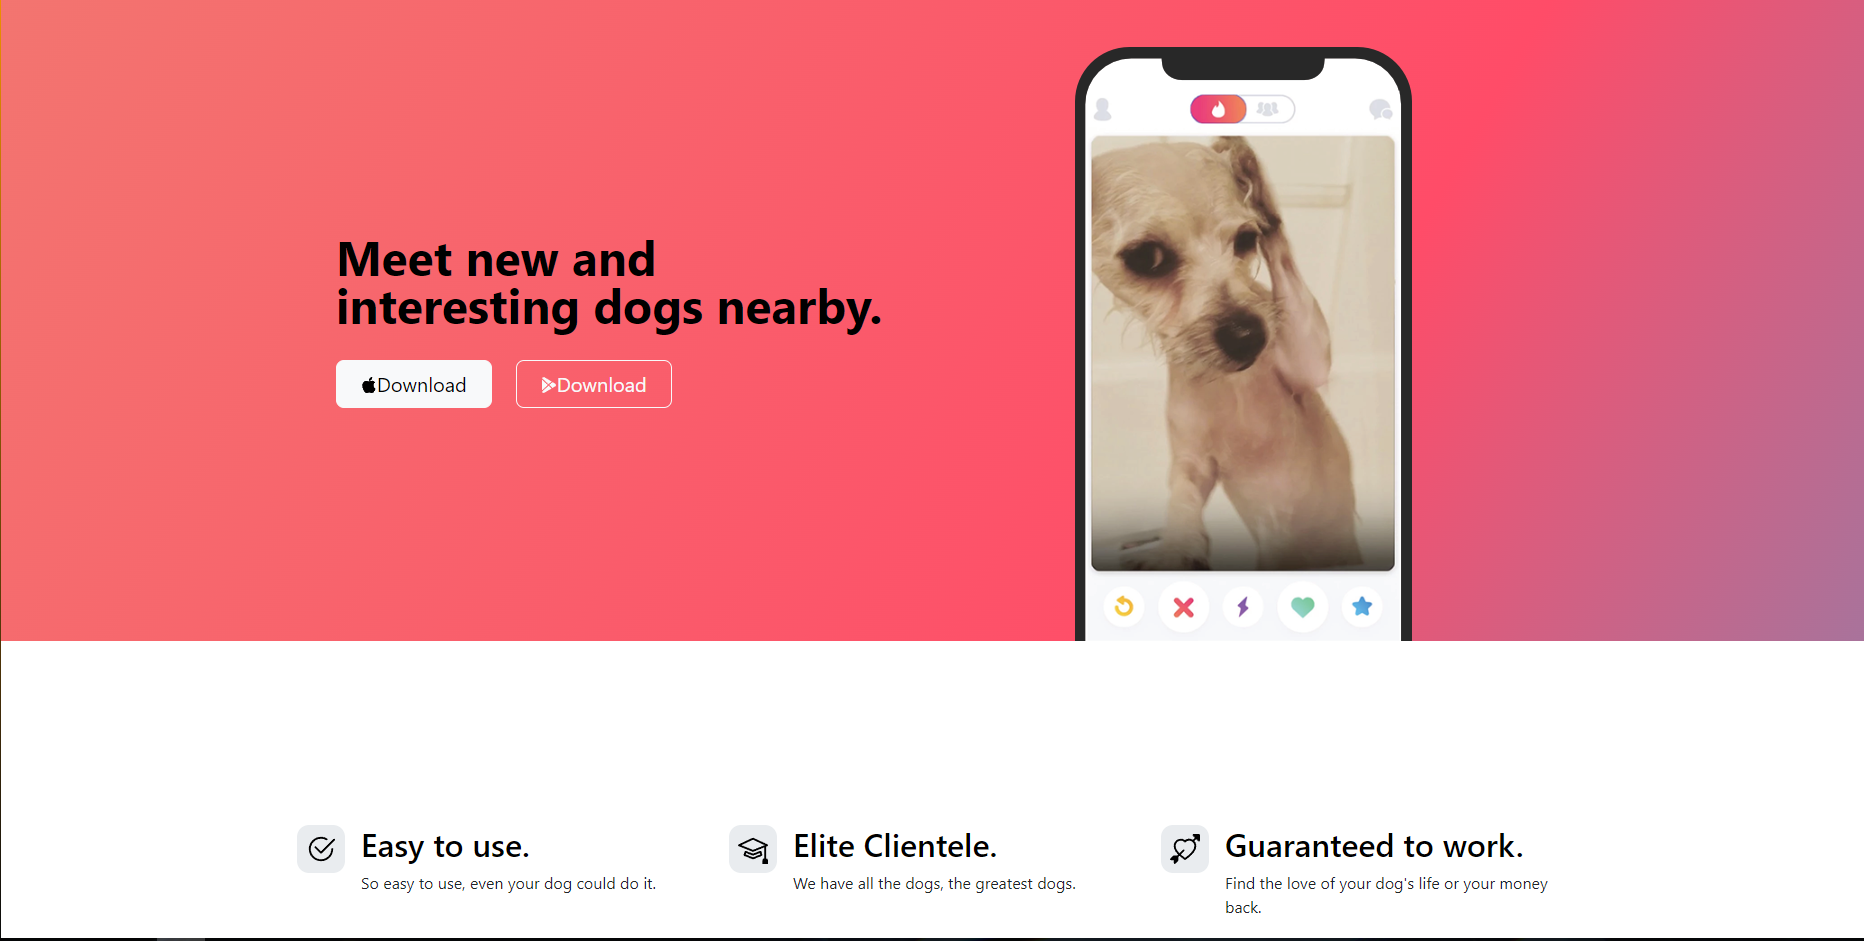 Meet new and
interesting dogs nearby.
Download
Download
Easy to use.
So easy to use, even your dog could do it.
Elite Clientele.
We have all the dogs, the greatest dogs.
Guaranteed to work.
Find the love of your dog's life or your money
back.